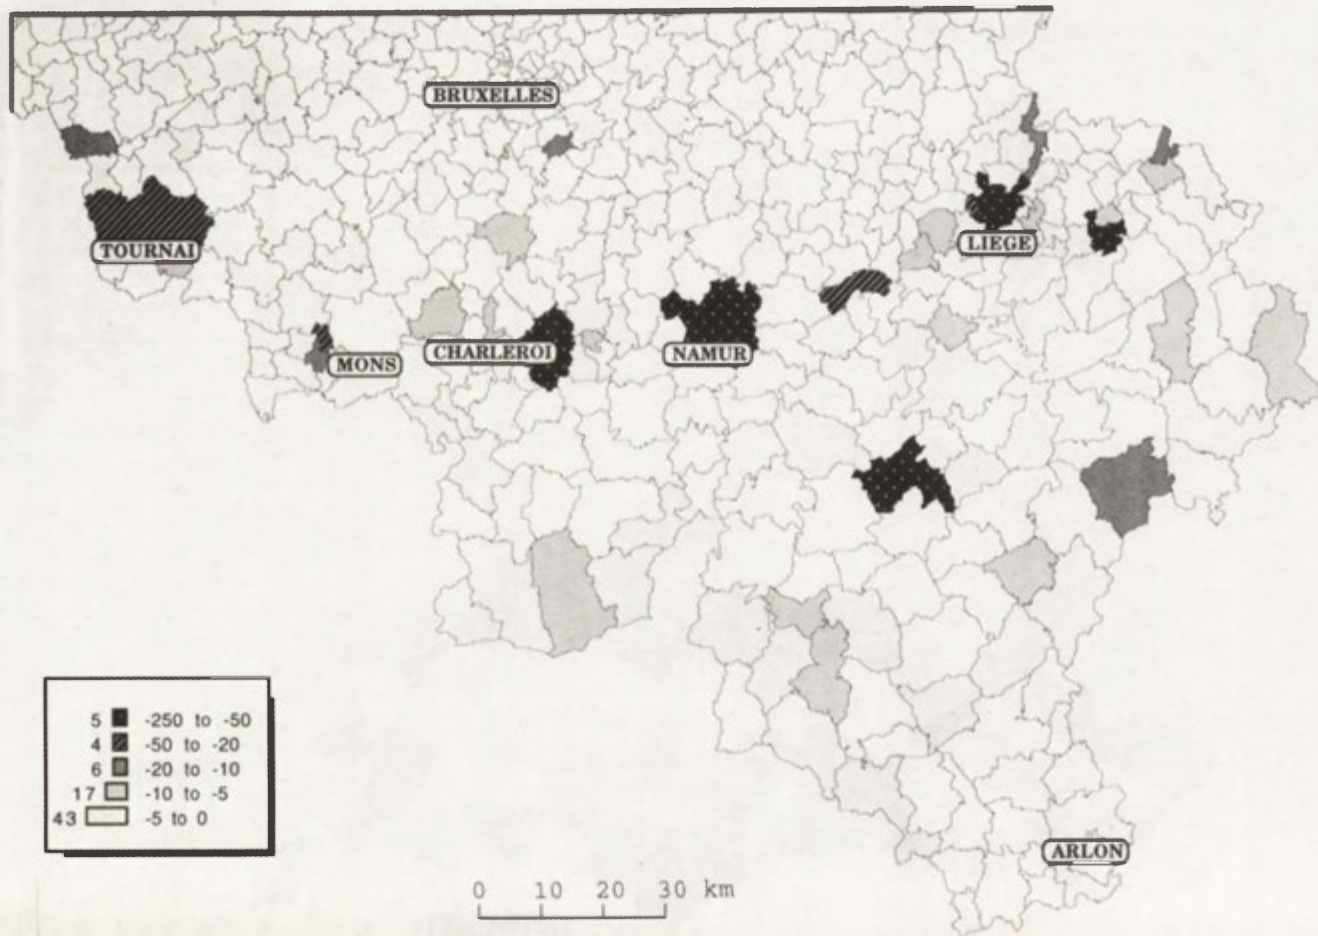 BRUXELLES
TOURNAI
LIEGE
MONS
CHARLEROI
NAMUR
5 -250 to -50
4 -50 to -20
6 -20 to -10
17 -10 to -5
43 -5 to 0
ARLON
0 10 20 30 km